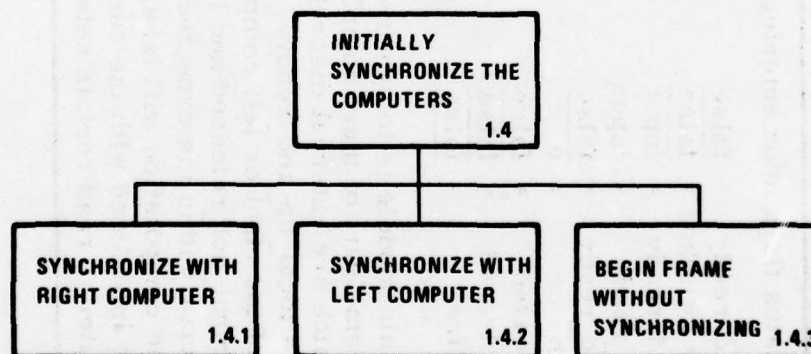 INITIALLY
SYNCHRONIZE THE
COMPUTERS
1.4
SYNCHRONIZE WITH
RIGHT COMPUTER
1.4.1
SYNCHRONIZE WITH
LEFT COMPUTER
1.4.2
BEGIN FRAME
WITHOUT
SYNCHRONIZING
1.4.3